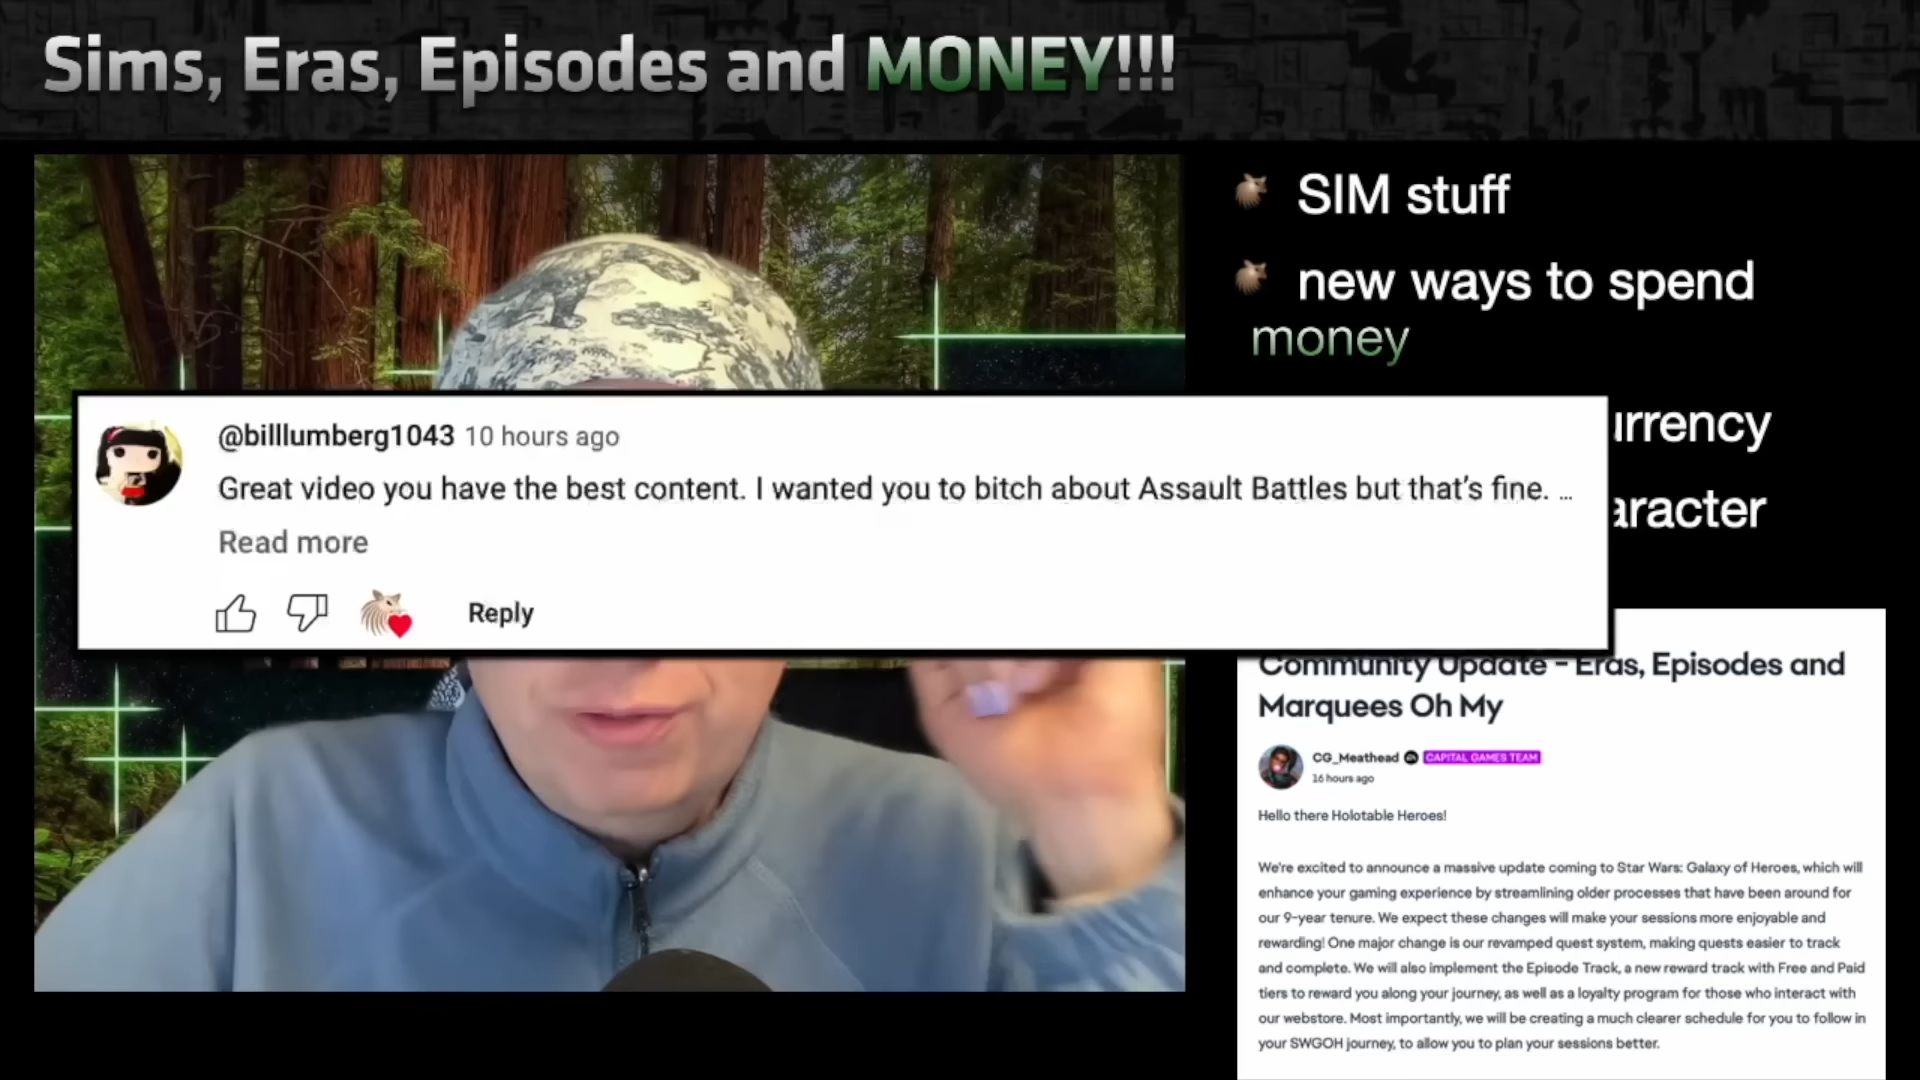 Sims, Eras, Episodes and MONEY!!!
SIM stuff
new ways to spend
money
urrency
aracter
@billlumberg1043 10 hours ago
Great video you have the best content. I wanted you to bitch about Assault Battles but that's fine. ...
Read more
Reply
Community Update - Eras, Episodes and
Marquees Oh My
CG_Meathead EA CAPITAL GAMES TEAM
16 hours ago
Hello there Holotable Heroes!
We're excited to announce a massive update coming to Star Wars: Galaxy of Heroes, which will
enhance your gaming experience by streamlining older processes that have been around for
our 9-year tenure. We expect these changes will make your sessions more enjoyable and
rewarding! One major change is our revamped quest system, making quests easier to track
and complete. We will also implement the Episode Track, a new reward track with Free and Paid
tiers to reward you along your journey, as well as a loyalty program for those who interact with
our webstore. Most importantly, we will be creating a much clearer schedule for you to follow in
your SWGOH journey, to allow you to plan your sessions better.